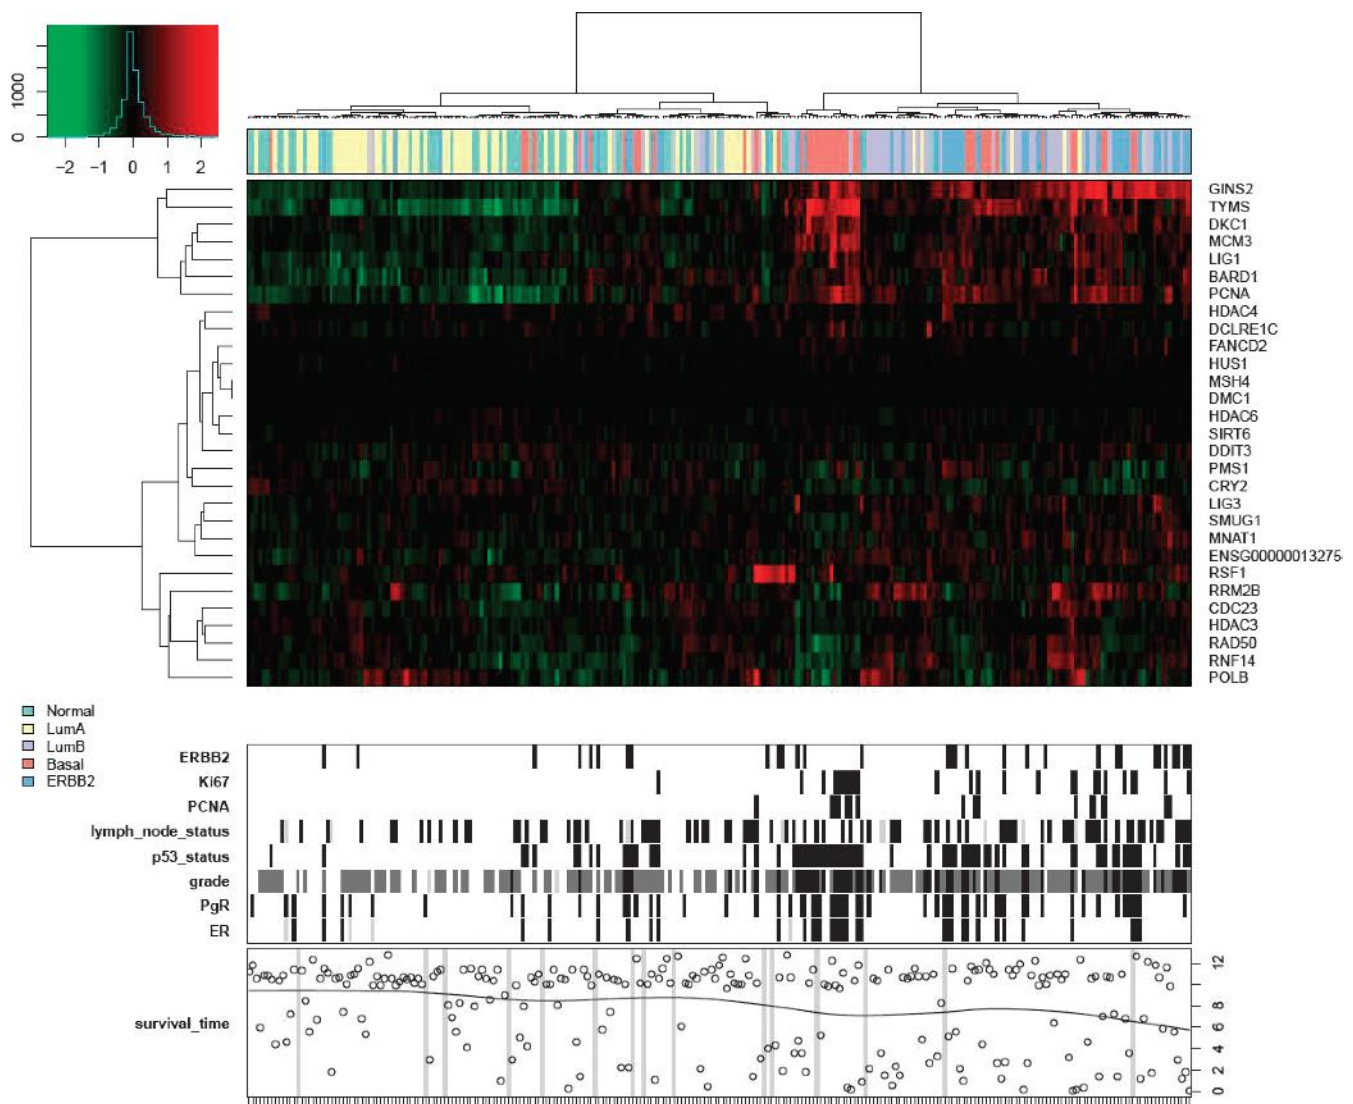 0 1000
−2 −1 0 1 2
GINS2
TYMS
DKC1
MCM3
LIG1
BARD1
PCNA
HDAC4
DCLRE1C
FANCD2
HUS1
MSH4
DMC1
HDAC6
SIRT6
DDIT3
PMS1
CRY2
LIG3
SMUG1
MNAT1
ENSG00000013275
RSF1
RRM2B
CDC23
HDAC3
RAD50
RNF14
POLB
Normal
LumA
LumB
Basal
ERBB2
ERBB2
Ki67
PCNA
lymph_node_status
p53_status
grade
PgR
ER
survival_time
0 2 4 6 8 12